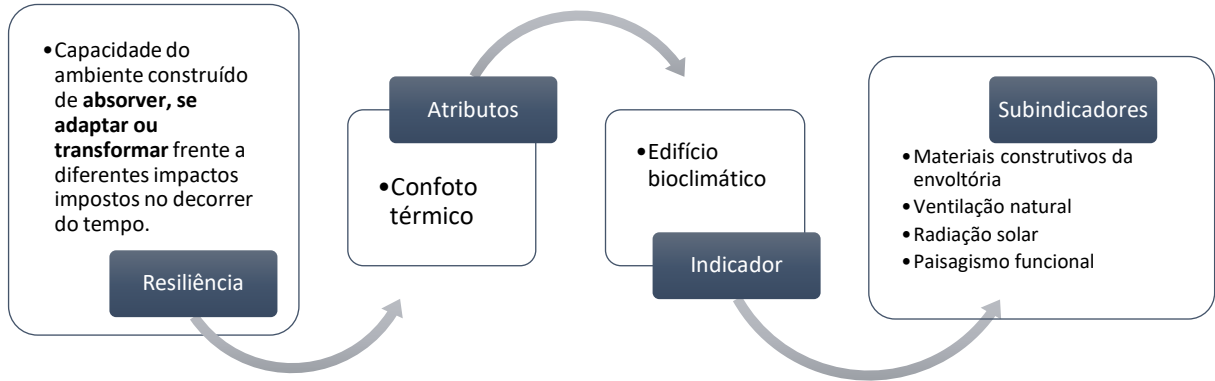 •Capacidade do
ambiente construído
de absorver, se
adaptar ou
transformar frente a
diferentes impactos
impostos no decorrer
do tempo.
Resiliência
Atributos
•Confoto
térmico
•Edifício
bioclimático
Indicador
Subindicadores
•Materiais construtivos da
envoltória
•Ventilação natural
•Radiação solar
•Paisagismo funcional